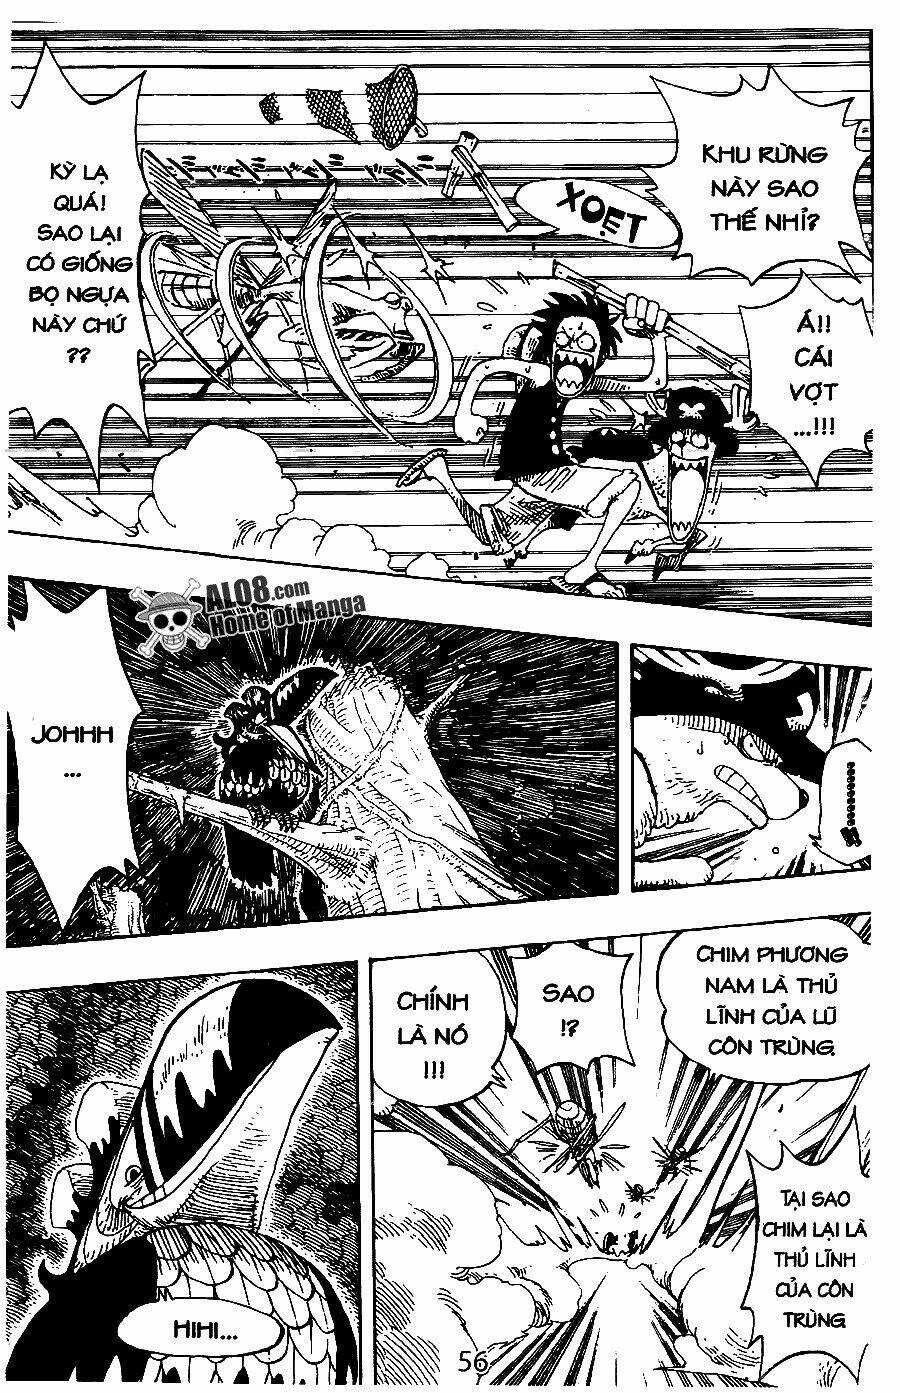 KHU RỪNG
NÀY SAO
THẾ NHỈ?
XOẸT
Á!!
CÁI
VỢT
...!!!
KỲ LẠ
QUÁ!
SAO LẠI
CÓ GIỐNG
BỌ NGỰA
NÀY CHỨ
??
ALO8.com
Home of Manga
JOHHH
...
CHIM PHƯƠNG
NAM LÀ THỦ
LĨNH CỦA LŨ
CÔN TRÙNG.
SAO
!?
CHÍNH
LÀ NÓ
!!!
TẠI SAO
CHIM LẠI LÀ
THỦ LĨNH
CỦA CÔN
TRÙNG.
HIHI...
56